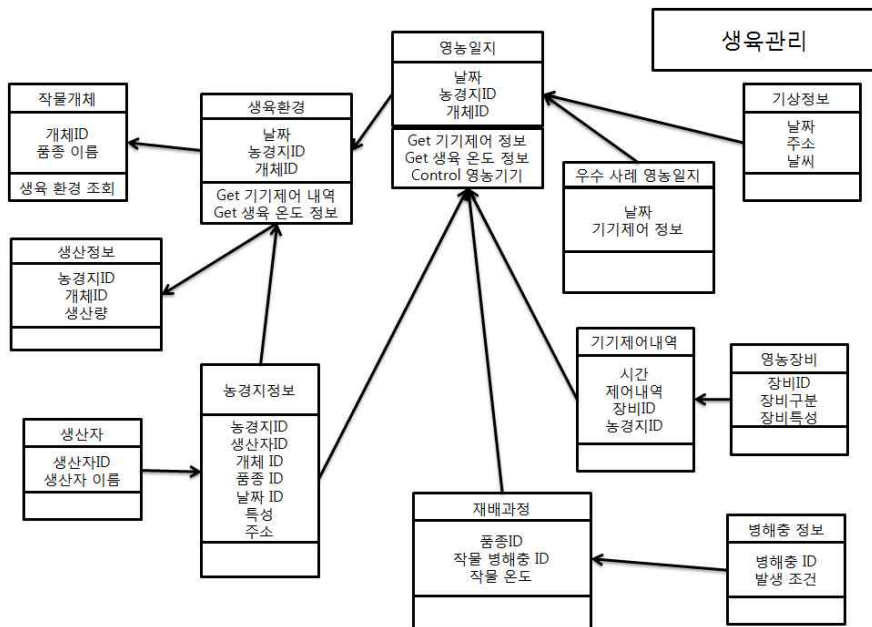 생육관리
영농일지
날짜
농경지ID
개체ID
Get 기기제어 정보
Get 생육 온도 정보
Control 영농기기
작물개체
개체ID
품종 이름
생육 환경 조회
생육환경
날짜
농경지ID
개체ID
Get 기기제어 내역
Get 생육 온도 정보
기상정보
날짜
주소
날씨
우수 사례 영농일지
날짜
기기제어 정보
생산정보
농경지ID
개체ID
생산량
기기제어내역
시간
제어내역
장비ID
농경지ID
영농장비
장비ID
장비구분
장비특성
농경지정보
농경지ID
생산자ID
개체 ID
품종 ID
날짜 ID
특성
주소
생산자
생산자ID
생산자 이름
재배과정
품종ID
작물 병해충 ID
작물 온도
병해충 정보
병해충 ID
발생 조건